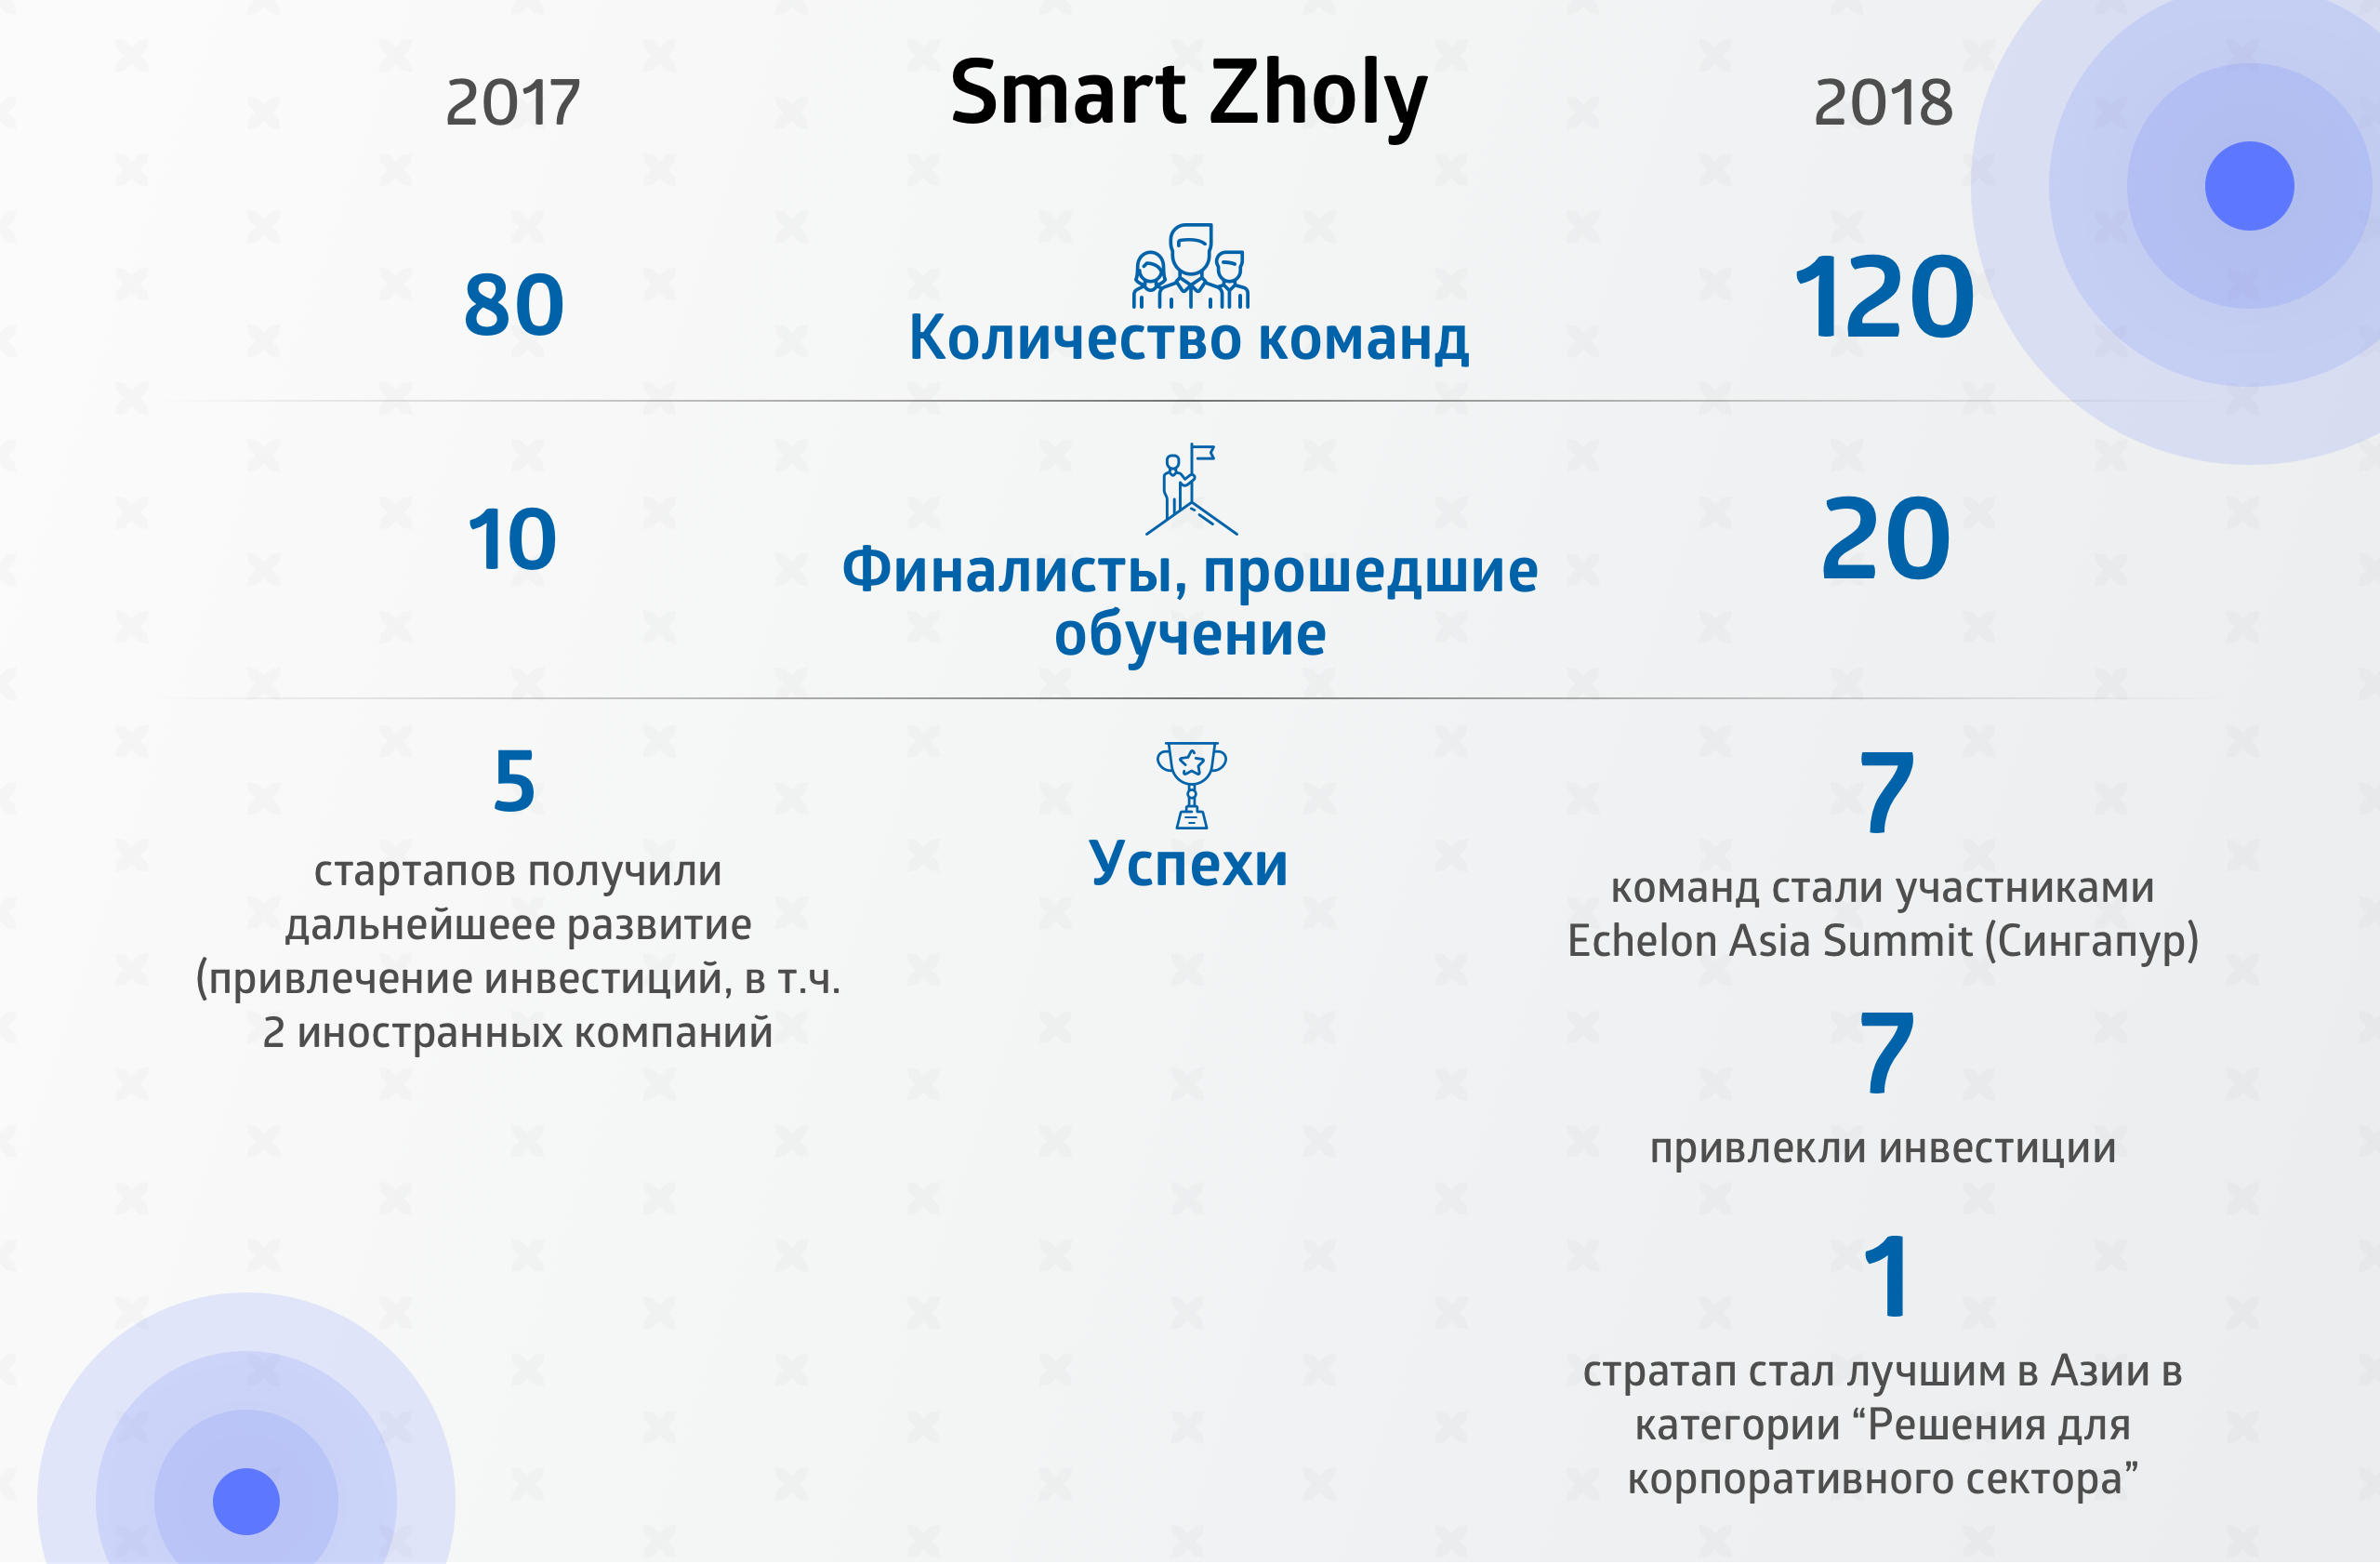 2017
Smart Zholy
2018
80
Количество команд
120
10
Финалисты, прошедшие
обучение
20
5
стартапов получили
дальнейшеее развитие
(привлечение инвестиций, в т.ч.
2 иностранных компаний
Успехи
7
команд стали участниками
Echelon Asia Summit (Сингапур)
7
привлекли инвестиции
1
стратап стал лучшим в Азии в
категории “Решения для
корпоративного сектора”